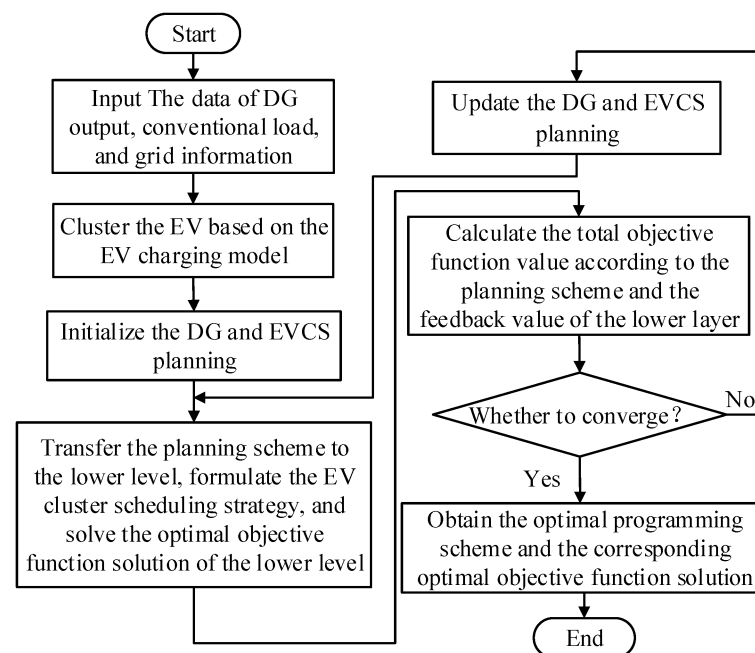 Start
Input The data of DG
output, conventional load,
and grid information
Cluster the EV based on the
EV charging model
Initialize the DG and EVCS
planning
Transfer the planning scheme to
the lower level, formulate the EV
cluster scheduling strategy, and
solve the optimal objective
function solution of the lower level
Update the DG and EVCS
planning
Calculate the total objective
function value according to the
planning scheme and the
feedback value of the lower layer
Whether to converge?
No
Yes
Obtain the optimal programming
scheme and the corresponding
optimal objective function solution
End